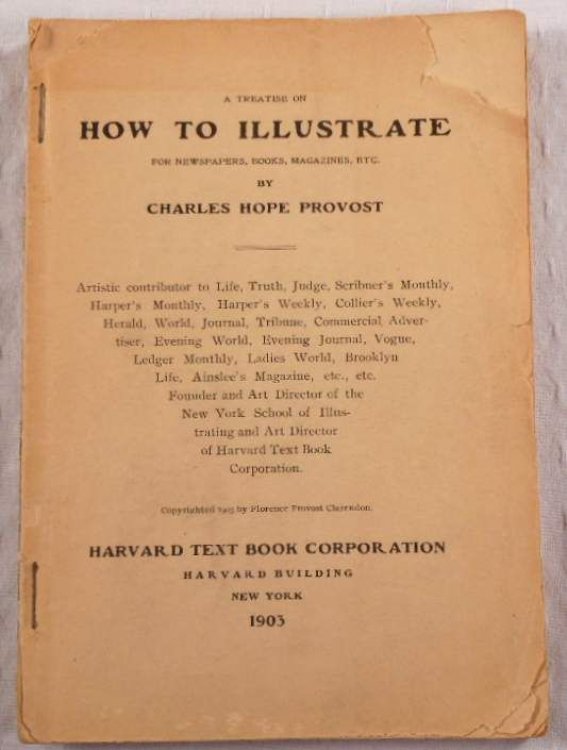 A TREATISE ON
HOW TO ILLUSTRATE
FOR NEWSPAPERS, BOOKS, MAGAZINES, ETC.
BY
CHARLES HOPE PROVOST
Artistic contributor to Life, Truth, Judge, Scribner's Monthly,
Harper's Monthly, Harper's Weekly, Collier's Weekly,
Herald, World, Journal, Tribune, Commercial Adver-
tiser, Evening World, Evening Journal, Vogue,
Ledger Monthly, Ladies World, Brooklyn
Life, Ainslee's Magazine, etc., etc.
Founder and Art Director of the
New York School of Illus-
trating and Art Director
of Harvard Text Book
Corporation.
Copyrighted 1903 by Florence Provost Clarendon.
HARVARD TEXT BOOK CORPORATION
HARVARD BUILDING
NEW YORK
1903